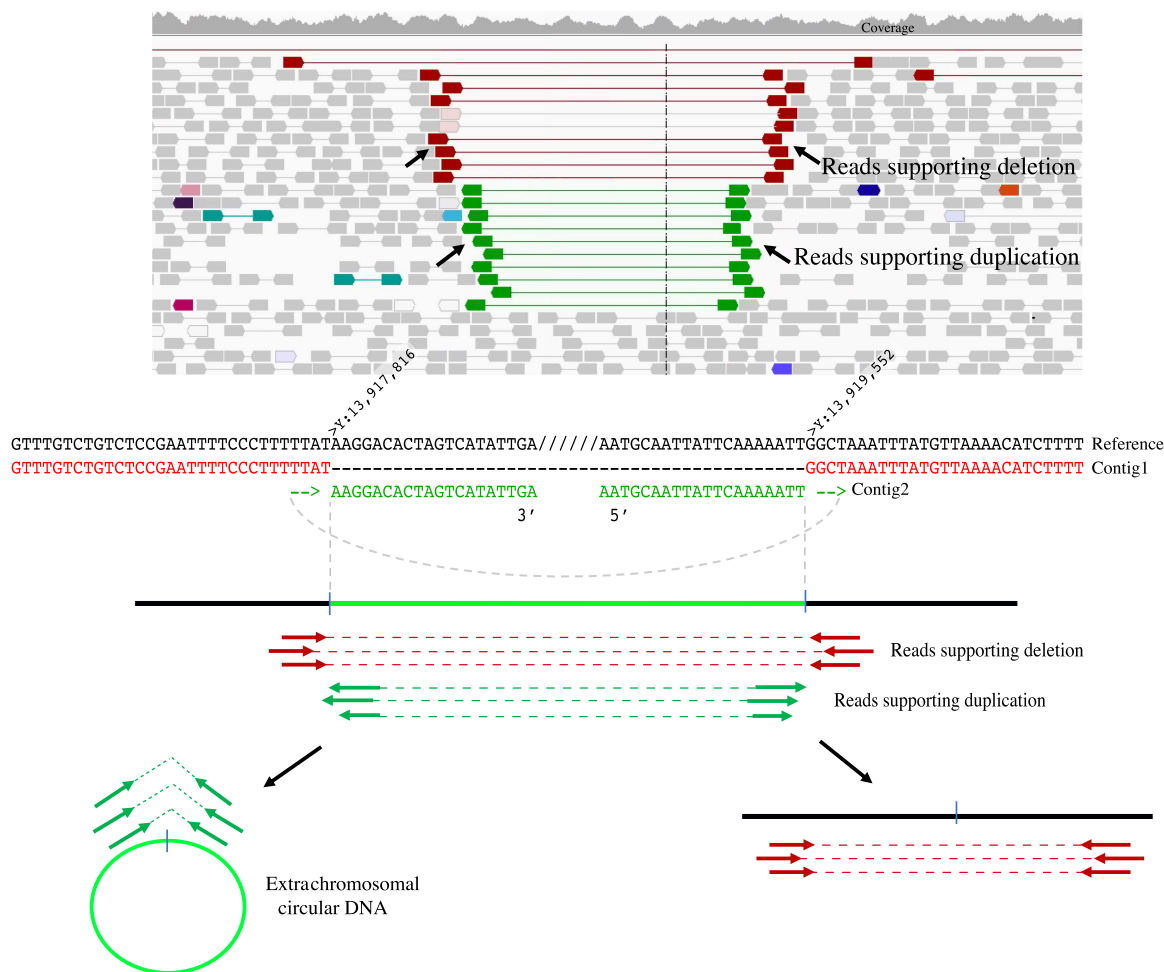 Coverage
Reads supporting deletion
Reads supporting duplication
>Y:13,917,816
>Y:13,919,552
GTTTGTCTGTCTCCGAATTTTCCCTTTTTATAAGGACACTAGTCATATTGA//////AATGCAATTATTCAAAAATTGGCTAAATTTATGTTAAAACATCTTTT Reference
GTTTGTCTGTCTCCGAATTTTCCCTTTTTAT----------------------------------------------GGCTAAATTTATGTTAAAACATCTTTT Contig1
--> AAGGACACTAGTCATATTGA AATGCAATTATTCAAAAATT --> Contig2
3' 5'
Reads supporting deletion
Reads supporting duplication
Extrachromosomal
circular DNA